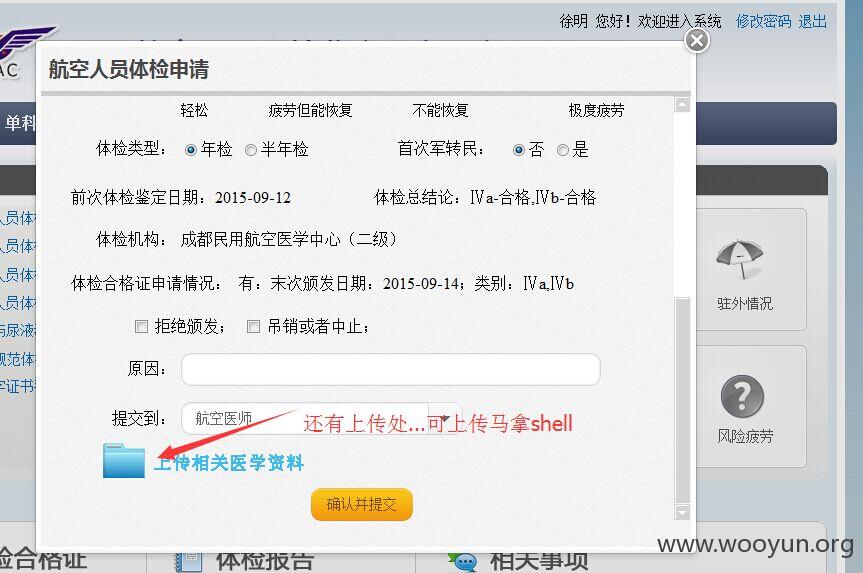 徐明 您好！欢迎进入系统 修改密码 退出
AC
航空人员体检申请
单科
轻松 疲劳但能恢复 不能恢复 极度疲劳
体检类型： 年检 半年检 首次军转民： 否 是
前次体检鉴定日期：2015-09-12 体检总结论：Ⅳa-合格,Ⅳb-合格
人员体检
体检机构： 成都民用航空医学中心（二级）
体检合格证申请情况： 有：末次颁发日期：2015-09-14；类别：Ⅳa,Ⅳb
驻外情况
与尿液
拒绝颁发； 吊销或者中止；
规范体
原因：
字证书
提交到： 航空医师
还有上传处...可上传马拿shell
风险疲劳
上传相关医学资料
确认并提交
www.wooyun.org
验合格证 体检报告 相关事项